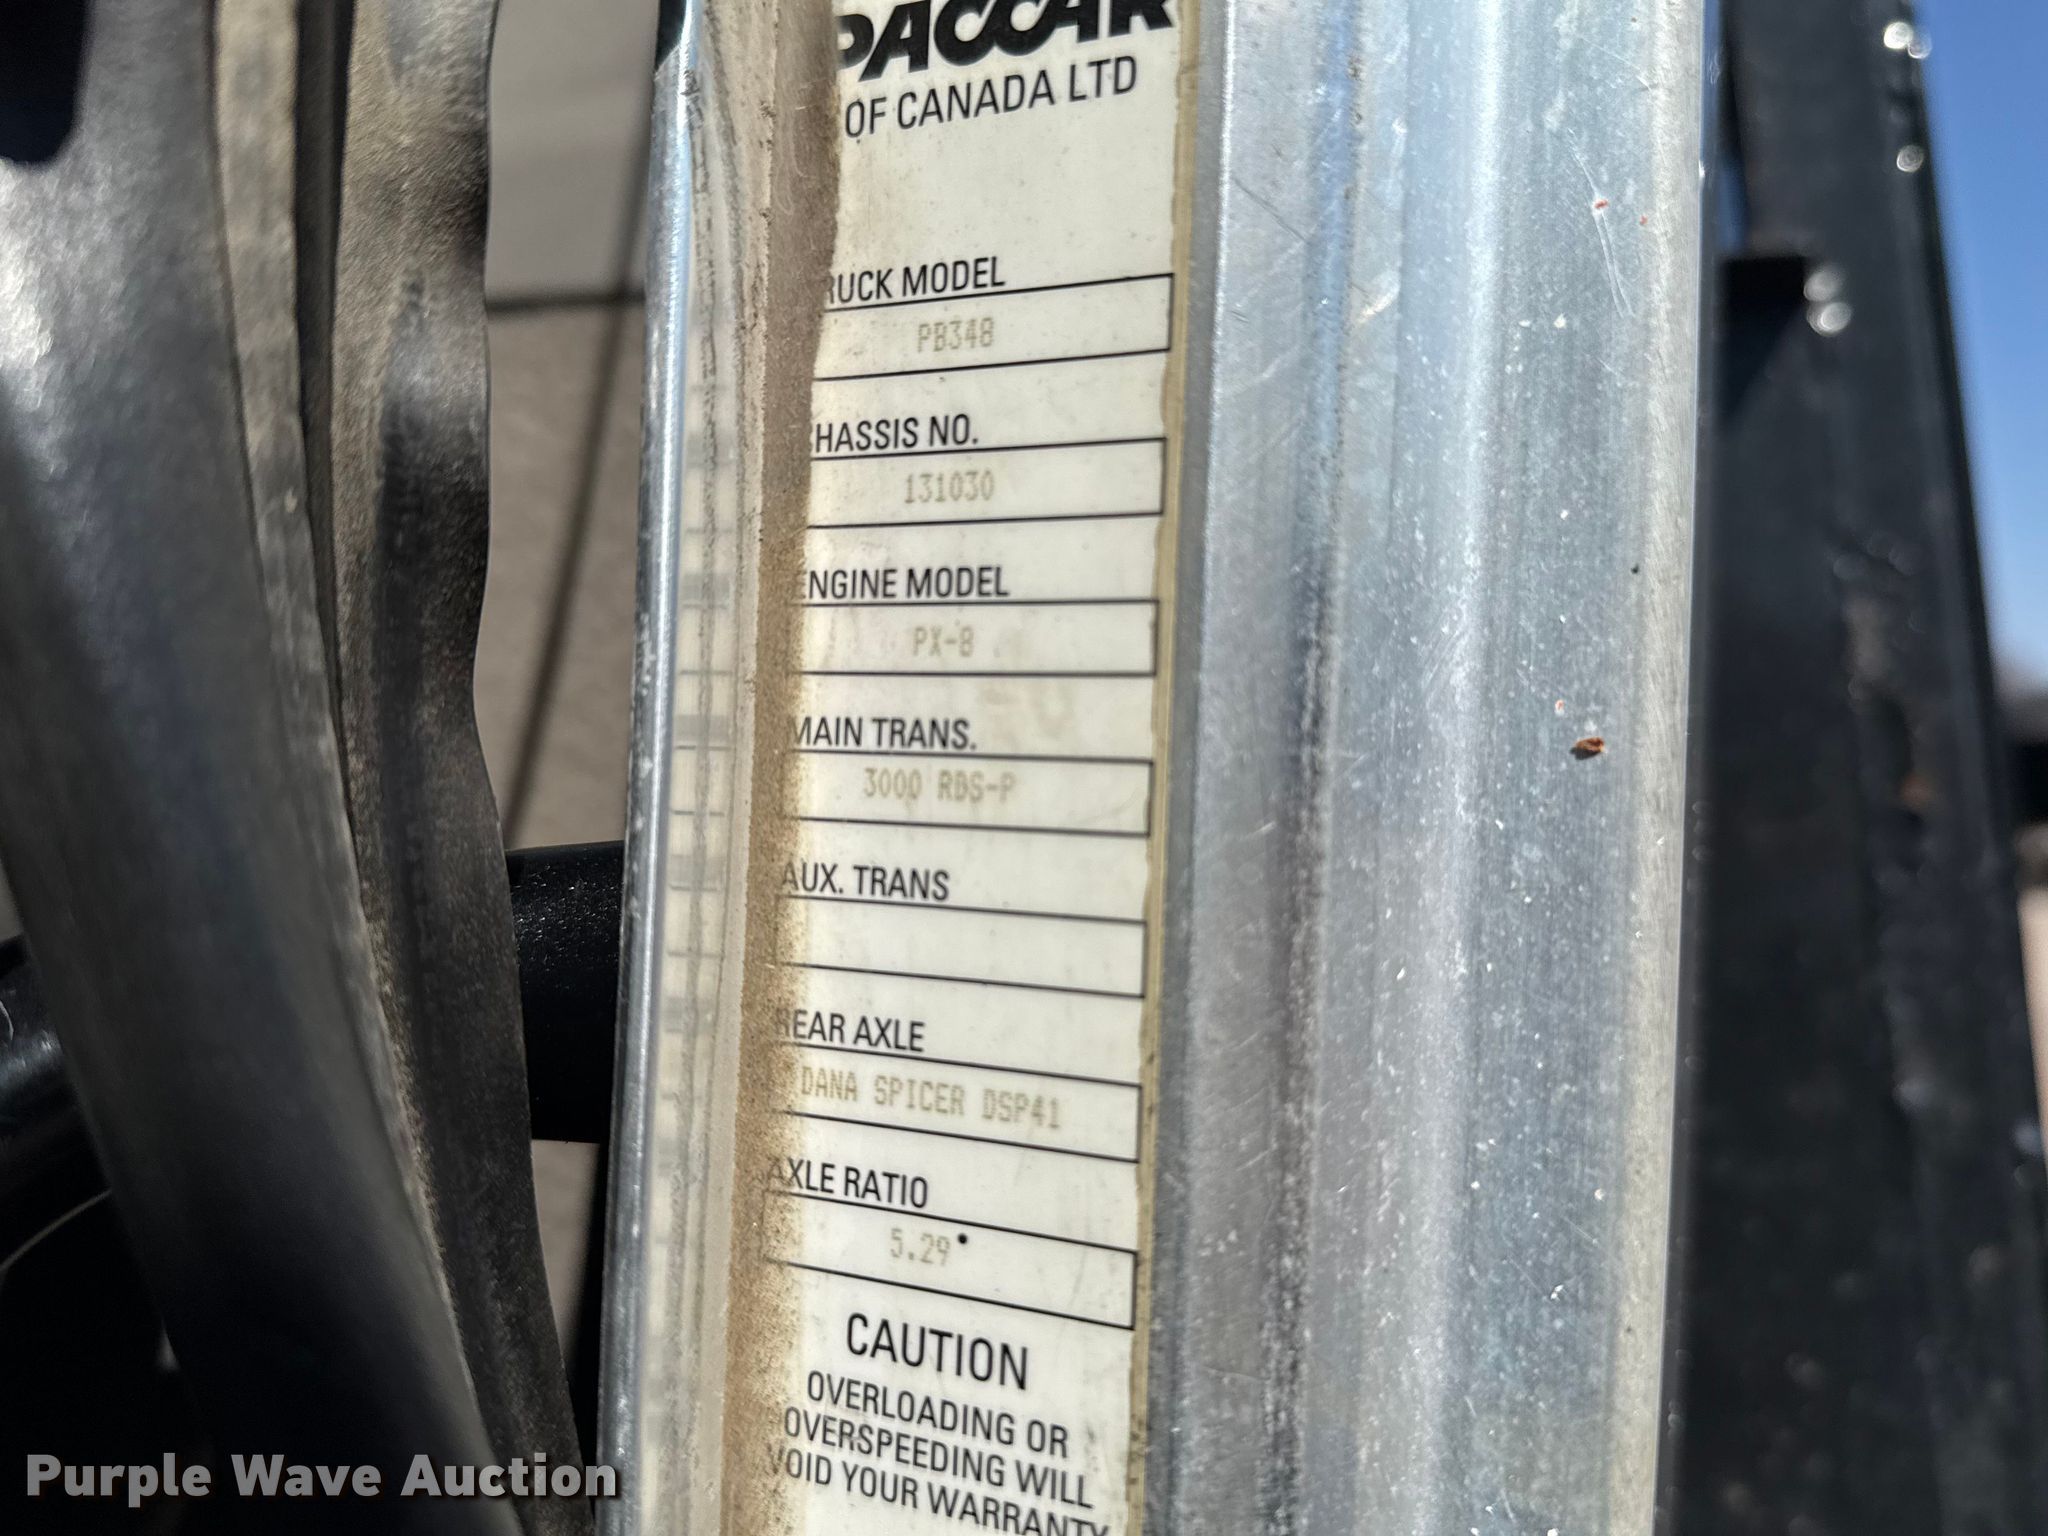 PACCAR
OF CANADA LTD
RUCK MODEL
PB348
HASSIS NO.
131030
ENGINE MODEL
PX-8
MAIN TRANS.
3000 RDS-P
AUX. TRANS
REAR AXLE
DANA SPICER DSP41
AXLE RATIO
5.29
CAUTION
OVERLOADING OR
OVERSPEEDING WILL
VOID YOUR WARRANTY
Purple Wave Auction